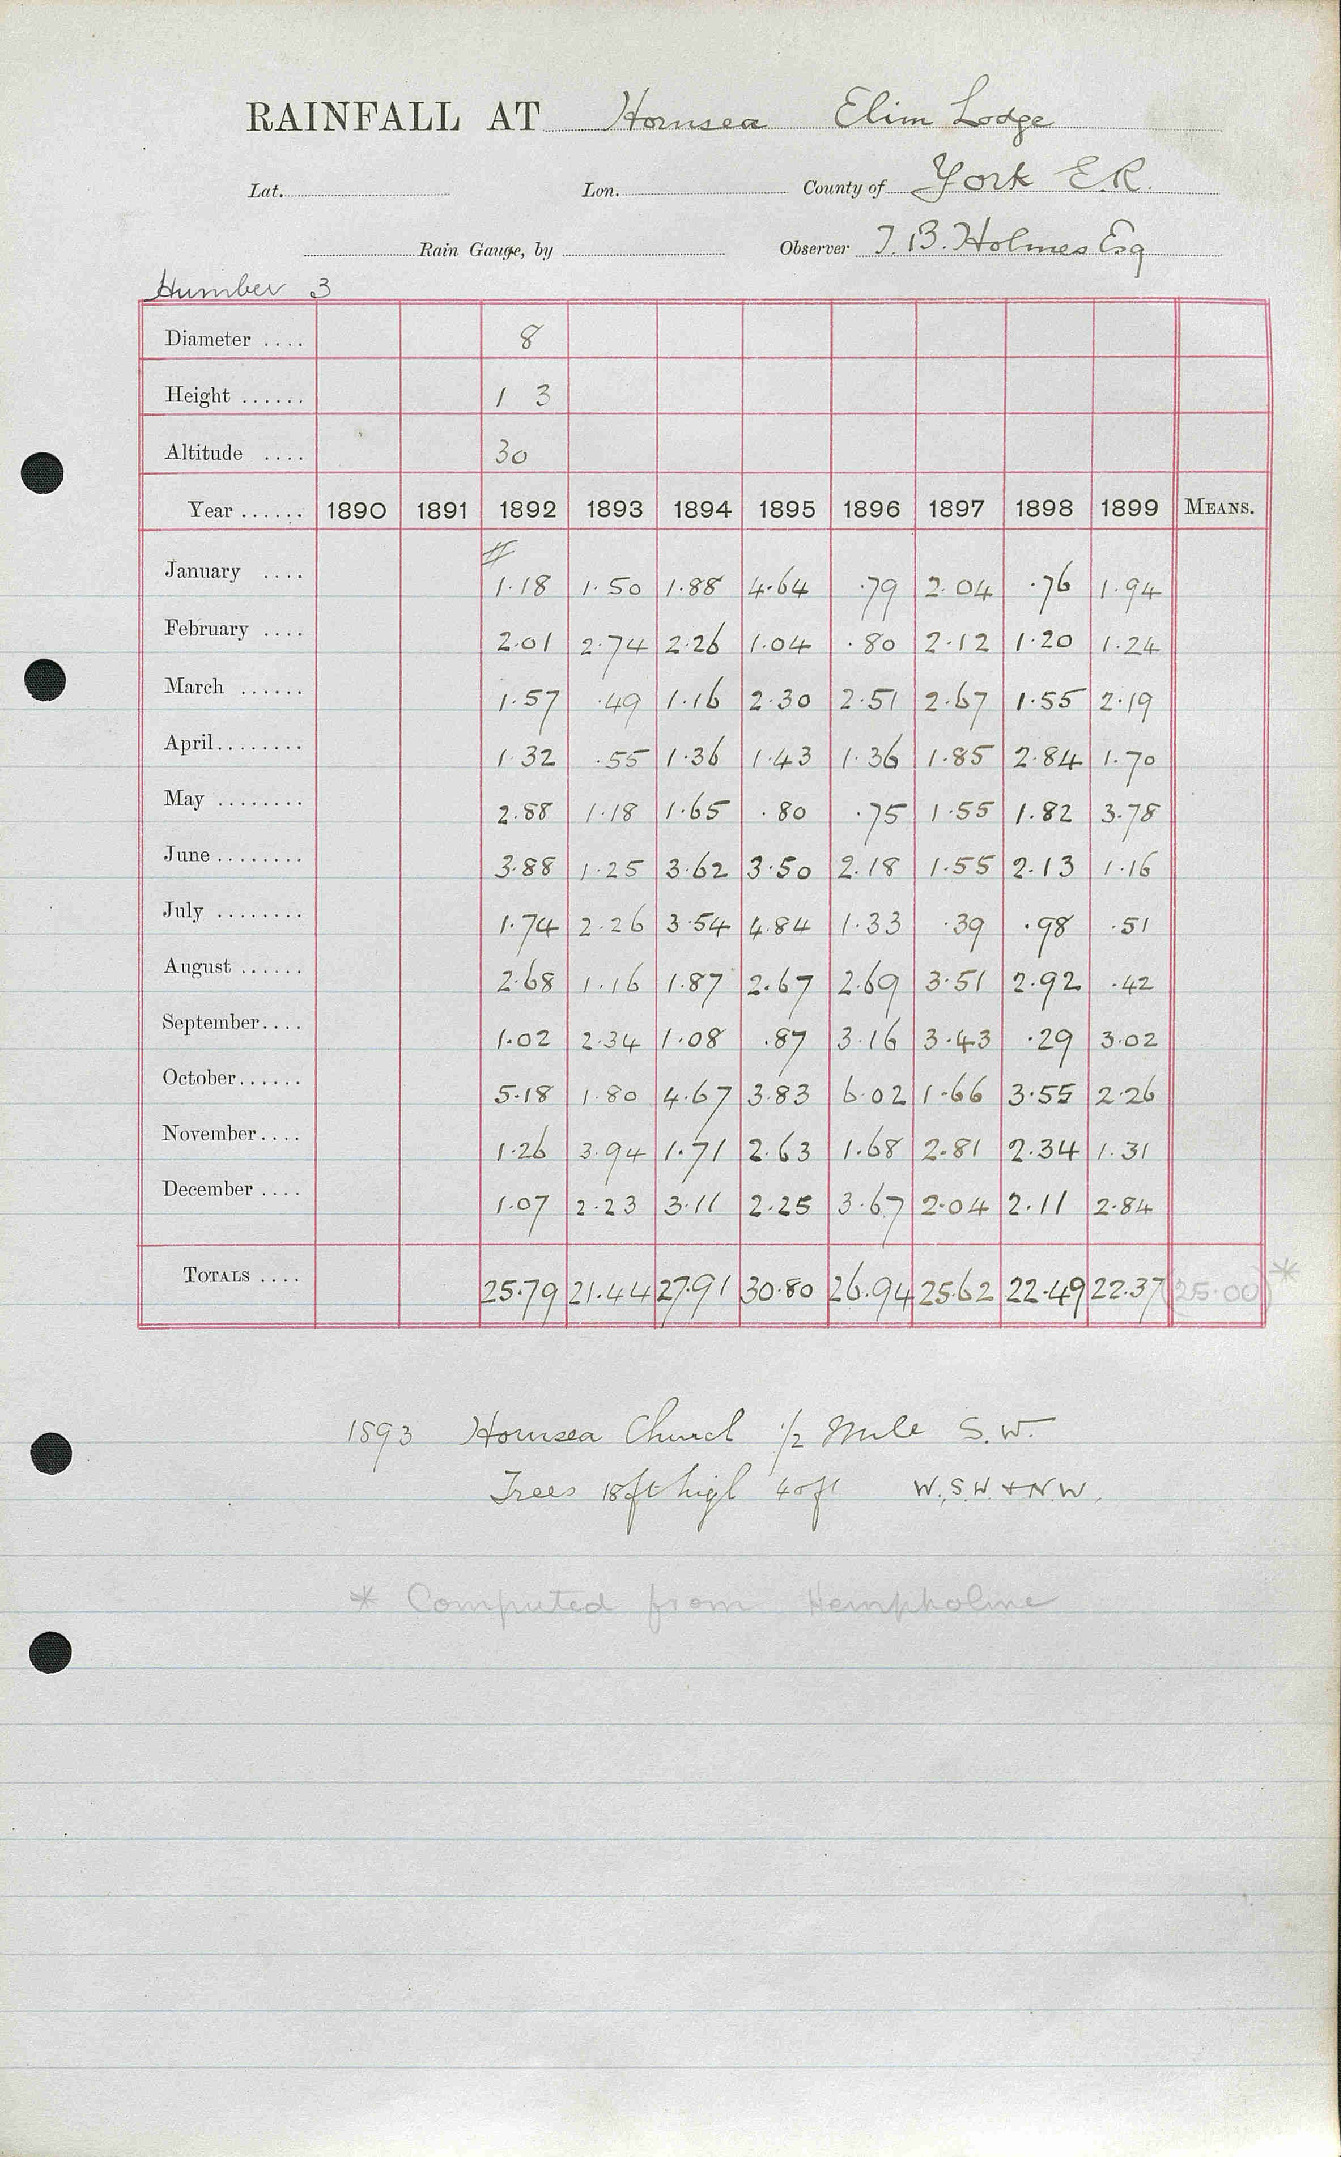 RAINFALL AT Hornsea Elim Lodge
Lat. Lon. County of York E.R.
Rain Gauge, by Observer T. B. Holmes Esq
Humber 3
Diameter .... 8
Height ...... 1 3
Altitude .... 30
Year ...... 1890 1891 1892 1893 1894 1895 1896 1897 1898 1899 MEANS.
January .... # 1.18 1.50 1.88 4.64 .79 2.04 .76 1.94
February .... 2.01 2.74 2.26 1.04 .80 2.12 1.20 1.24
March ...... 1.57 .49 1.16 2.30 2.51 2.67 1.55 2.19
April........ 1.32 .55 1.36 1.43 1.36 1.85 2.84 1.70
May ........ 2.88 1.18 1.65 .80 .75 1.55 1.82 3.78
June ........ 3.88 1.25 3.62 3.50 2.18 1.55 2.13 1.16
July ........ 1.74 2.26 3.54 4.84 1.33 .39 .98 .51
August ...... 2.68 1.16 1.87 2.67 2.69 3.51 2.92 .42
September.... 1.02 2.34 1.08 .87 3.16 3.43 .29 3.02
October...... 5.18 1.80 4.67 3.83 6.02 1.66 3.55 2.26
November.... 1.26 3.94 1.71 2.63 1.68 2.81 2.34 1.31
December .... 1.07 2.23 3.11 2.25 3.67 2.04 2.11 2.84
TOTALS .... 25.79 21.44 27.91 30.80 26.94 25.62 22.49 22.37 (25.00)*
1893 Hornsea Church 1/2 Mile S.W.
Trees 18ft high 40ft W., S.W. + N.W.
* Computed from Hempholme